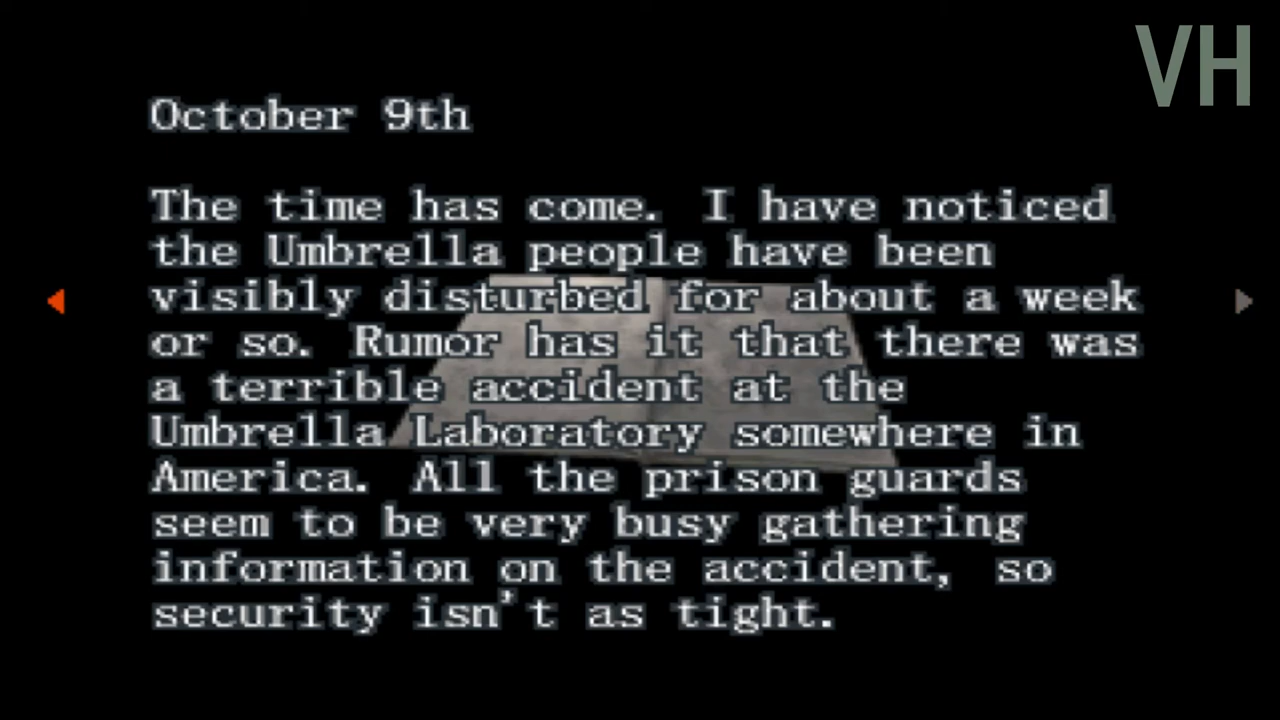 VH
October 9th
The time has come. I have noticed
the Umbrella people have been
visibly disturbed for about a week
or so. Rumor has it that there was
a terrible accident at the
Umbrella Laboratory somewhere in
America. All the prison guards
seem to be very busy gathering
information on the accident, so
security isn't as tight.